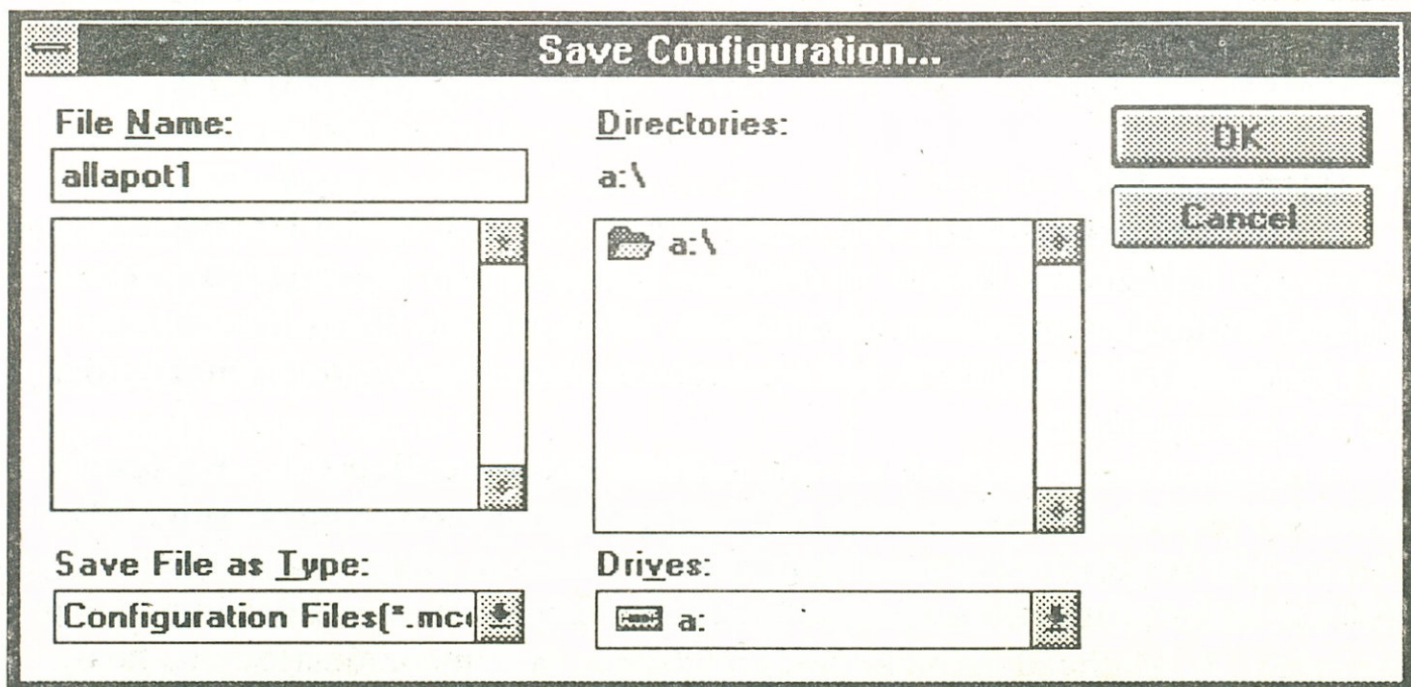 Save Configuration...
File Name:
allapot1
Directories:
a:\
a:\
OK
Cancel
Save File as Type:
Configuration Files(*.mc
Drives:
a: